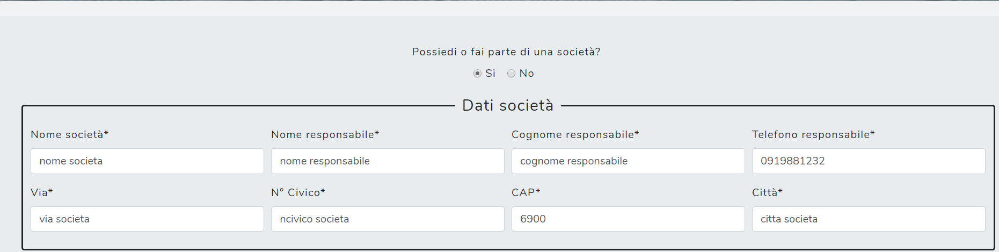 Possiedi o fai parte di una società?
Si No
Dati società
Nome società* Nome responsabile* Cognome responsabile* Telefono responsabile*
nome societa nome responsabile cognome responsabile 0919881232
Via* N° Civico* CAP* Città*
via societa ncivico societa 6900 citta societa